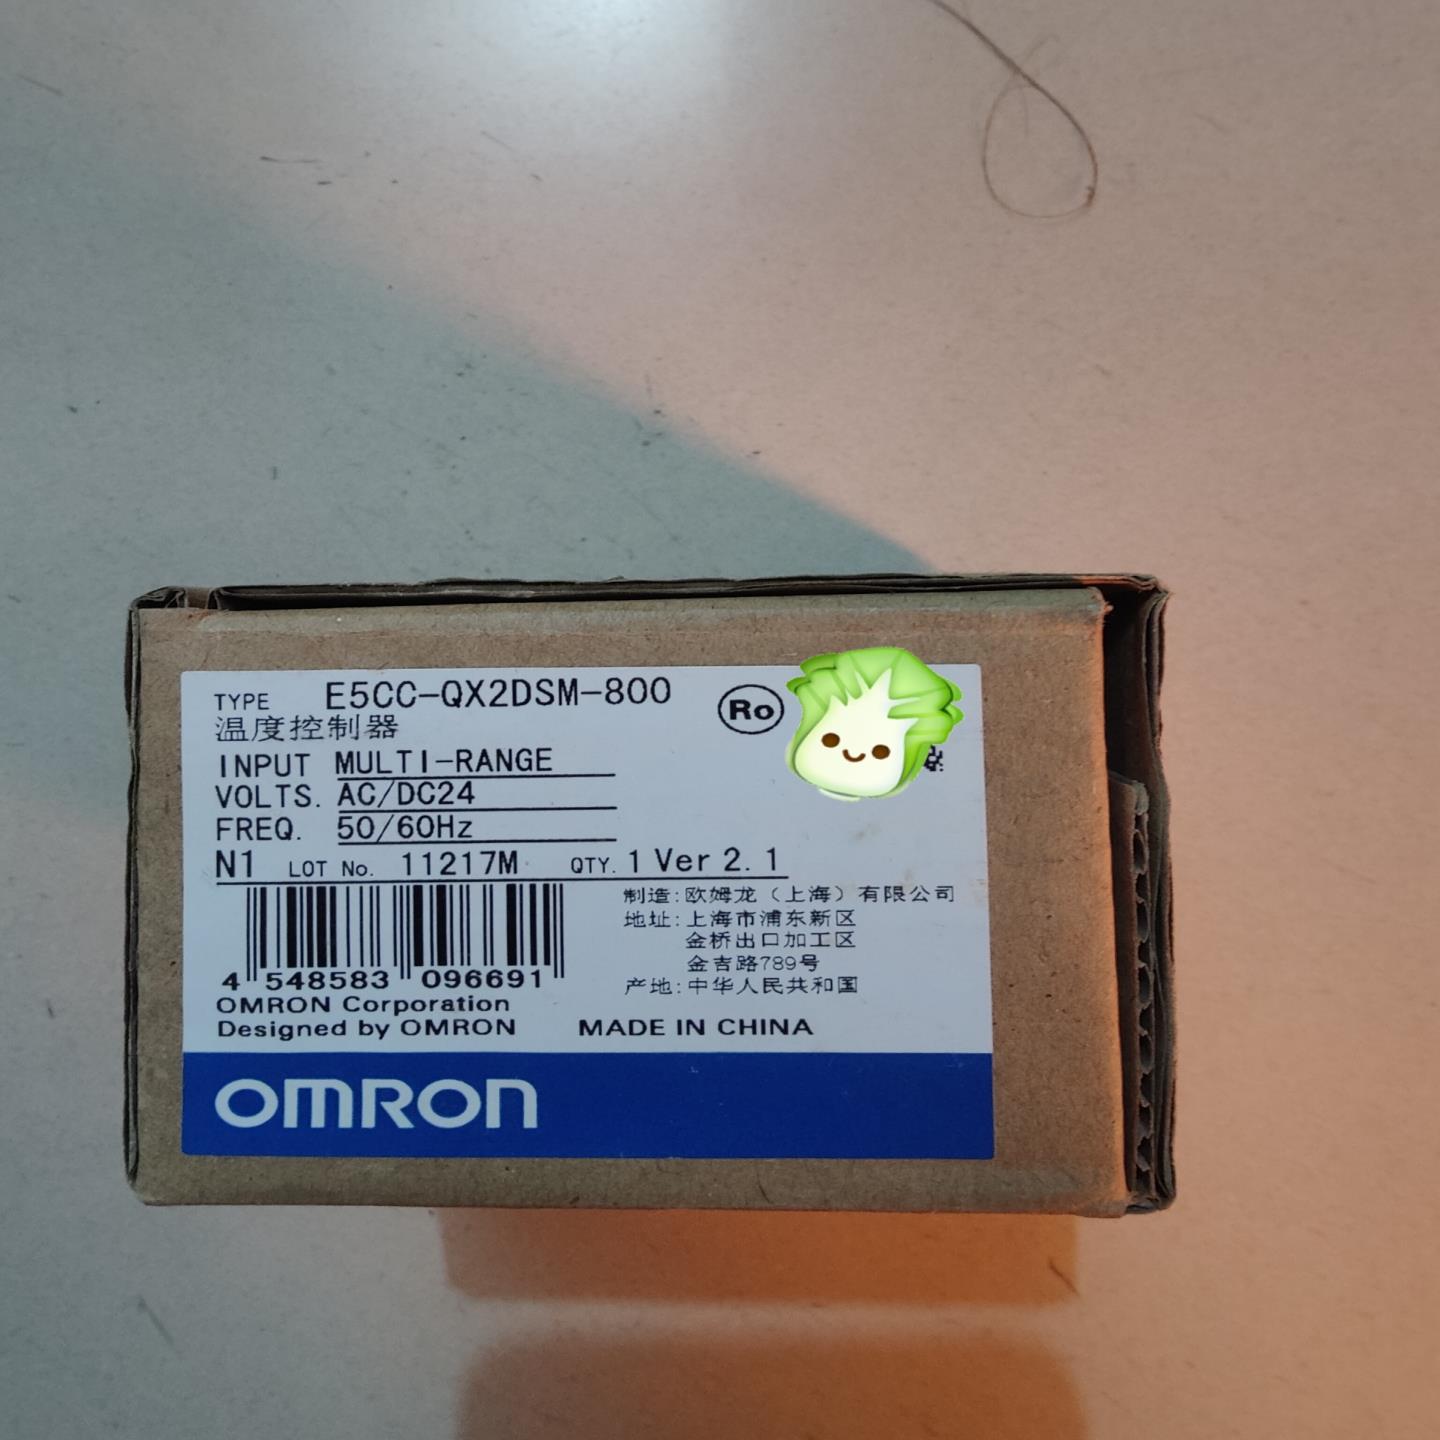 TYPE E5CC-QX2DSM-800
Ro
温度控制器
INPUT MULTI-RANGE
VOLTS. AC/DC24
FREQ. 50/60Hz
N1 LOT No. 11217M QTY. 1 Ver 2.1
4 548583 096691
OMRON Corporation
Designed by OMRON
制造:欧姆龙(上海)有限公司
地址:上海市浦东新区
金桥出口加工区
金吉路789号
产地:中华人民共和国
MADE IN CHINA
OMRON